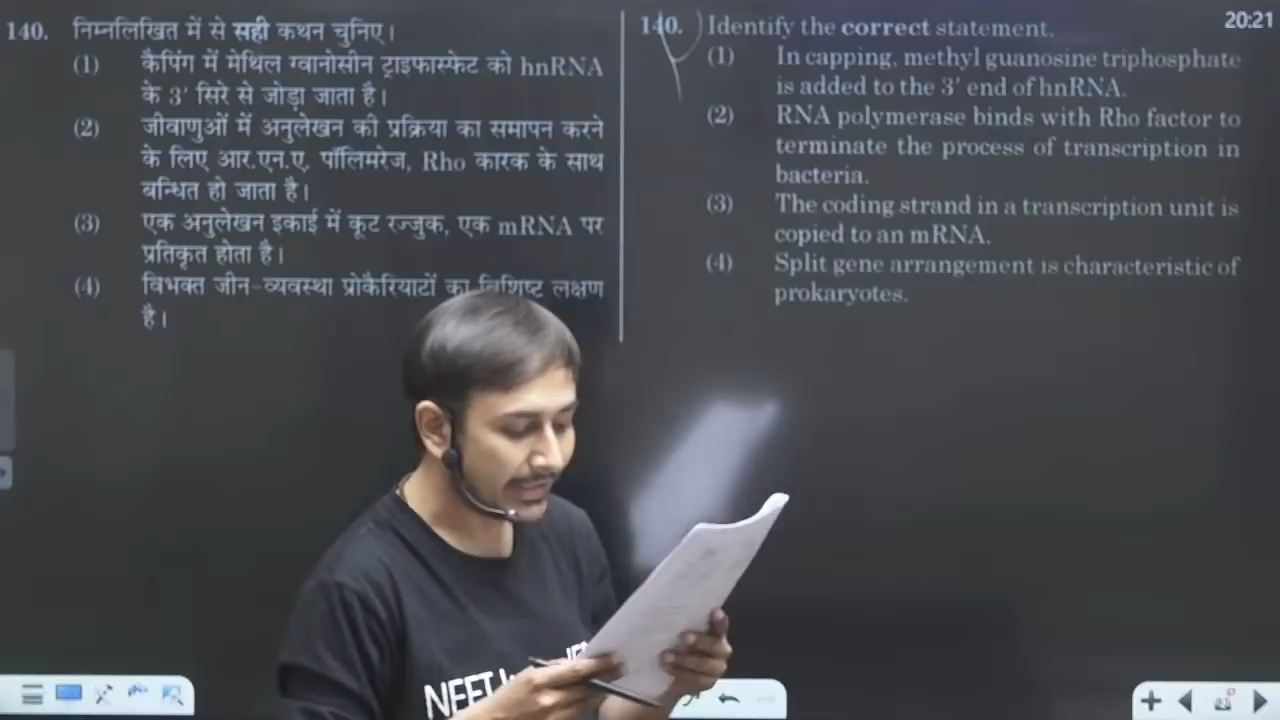 140. निम्नलिखित में से सही कथन चुनिए।
(1) कैपिंग में मेथिल ग्वानोसीन ट्राइफास्फेट को hnRNA
के 3′ सिरे से जोड़ा जाता है।
(2) जीवाणुओं में अनुलेखन की प्रक्रिया का समापन करने
के लिए आर.एन.ए. पॉलिमरेज, Rho कारक के साथ
बन्धित हो जाता है।
(3) एक अनुलेखन इकाई में कूट रज्जुक, एक mRNA पर
प्रतिकृत होता है।
(4) विभक्त जीन-व्यवस्था प्रोकैरियाटों का विशिष्ट लक्षण
है।
140. Identify the correct statement.
(1) In capping, methyl guanosine triphosphate
is added to the 3′ end of hnRNA.
(2) RNA polymerase binds with Rho factor to
terminate the process of transcription in
bacteria.
(3) The coding strand in a transcription unit is
copied to an mRNA.
(4) Split gene arrangement is characteristic of
prokaryotes.
20:21
NEET